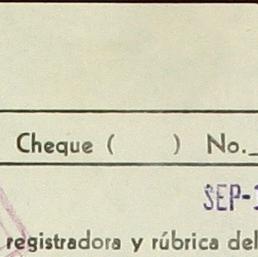 Cheque (     ) No._
SEP-
registradora y rúbrica del